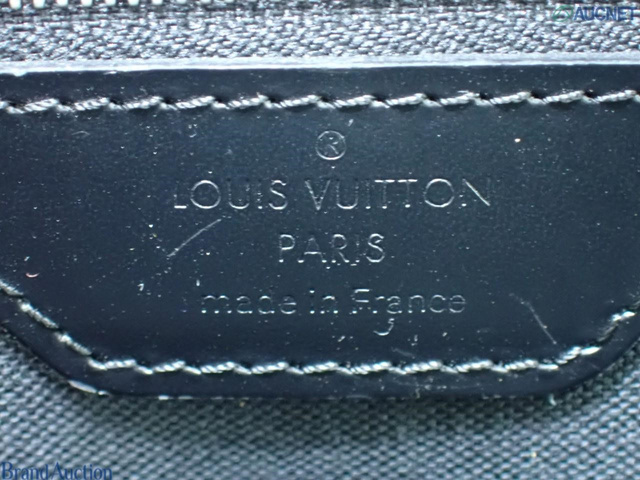 AUCNET
®
LOUIS VUITTON
PARIS
made in France
Brand Auction